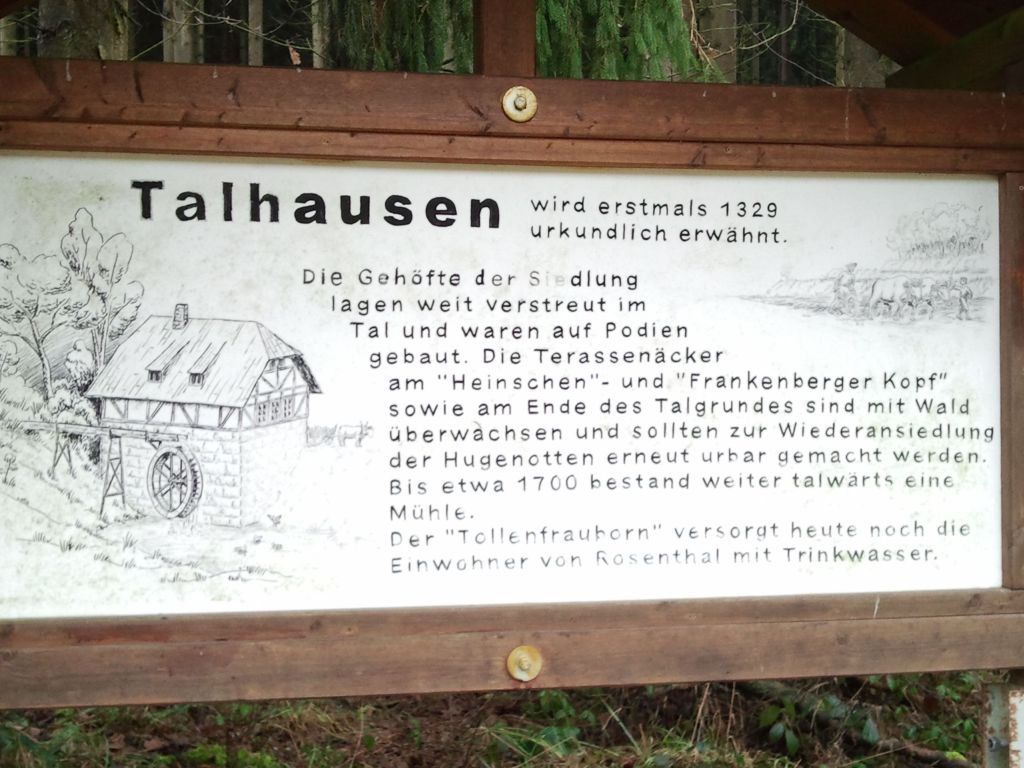 Talhausen wird erstmals 1329
urkundlich erwähnt.
Die Gehöfte der Siedlung
lagen weit verstreut im
Tal und waren auf Podien
gebaut. Die Terassenäcker
am "Heinschen"- und "Frankenberger Kopf"
sowie am Ende des Talgrundes sind mit Wald
überwachsen und sollten zur Wiederansiedlung
der Hugenotten erneut urbar gemacht werden.
Bis etwa 1700 bestand weiter talwärts eine
Mühle.
Der "Tollenfrauborn" versorgt heute noch die
Einwohner von Rosenthal mit Trinkwasser.